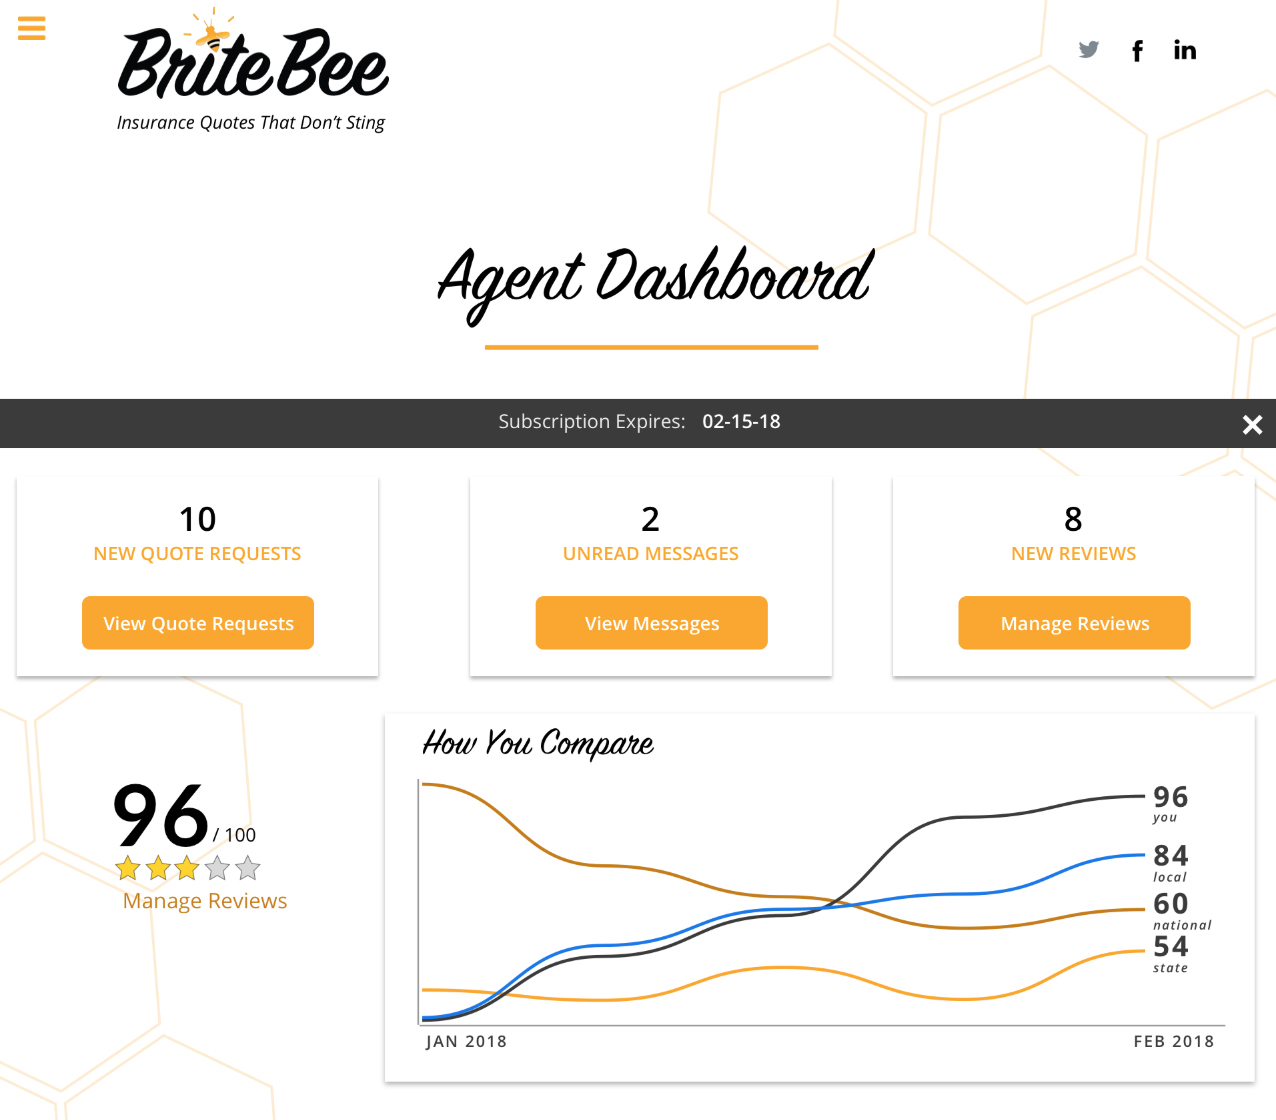 BriteBee
Insurance Quotes That Don't Sting
f
in
Agent Dashboard
Subscription Expires: 02-15-18
10
NEW QUOTE REQUESTS
View Quote Requests
2
UNREAD MESSAGES
View Messages
8
NEW REVIEWS
Manage Reviews
96 / 100
Manage Reviews
How You Compare
96
you
84
local
60
national
54
state
JAN 2018
FEB 2018